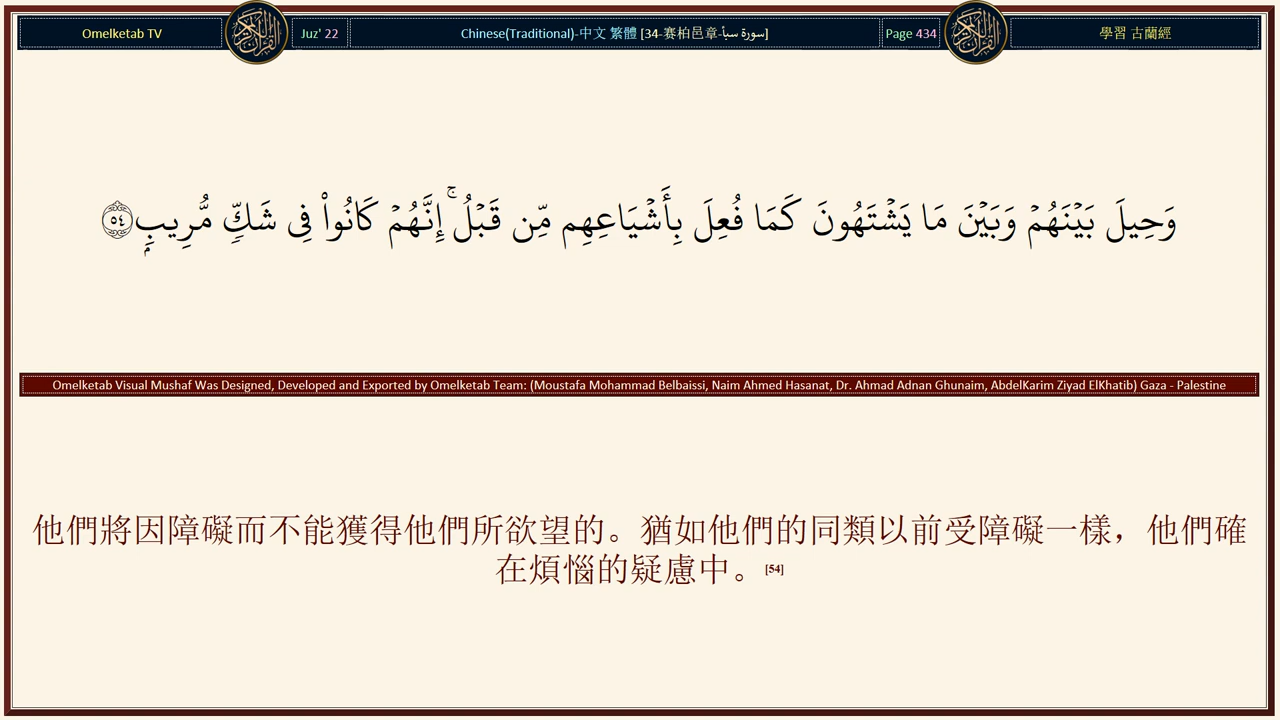 Omelketab TV
Juz' 22
Chinese(Traditional)-中文 繁體 [34-賽柏邑章-سورة سبأ]
Page 434
學習 古蘭經
وَحِيلَ بَيۡنَهُمۡ وَبَيۡنَ مَا يَشۡتَهُونَ كَمَا فُعِلَ بِأَشۡيَاعِهِم مِّن قَبۡلُۚ إِنَّهُمۡ كَانُواْ فِي شَكّٖ مُّرِيبِۭ ٥٤
Omelketab Visual Mushaf Was Designed, Developed and Exported by Omelketab Team: (Moustafa Mohammad Belbaissi, Naim Ahmed Hasanat, Dr. Ahmad Adnan Ghunaim, AbdelKarim Ziyad ElKhatib) Gaza - Palestine
他們將因障礙而不能獲得他們所欲望的。猶如他們的同類以前受障礙一樣，他們確
在煩惱的疑慮中。[54]